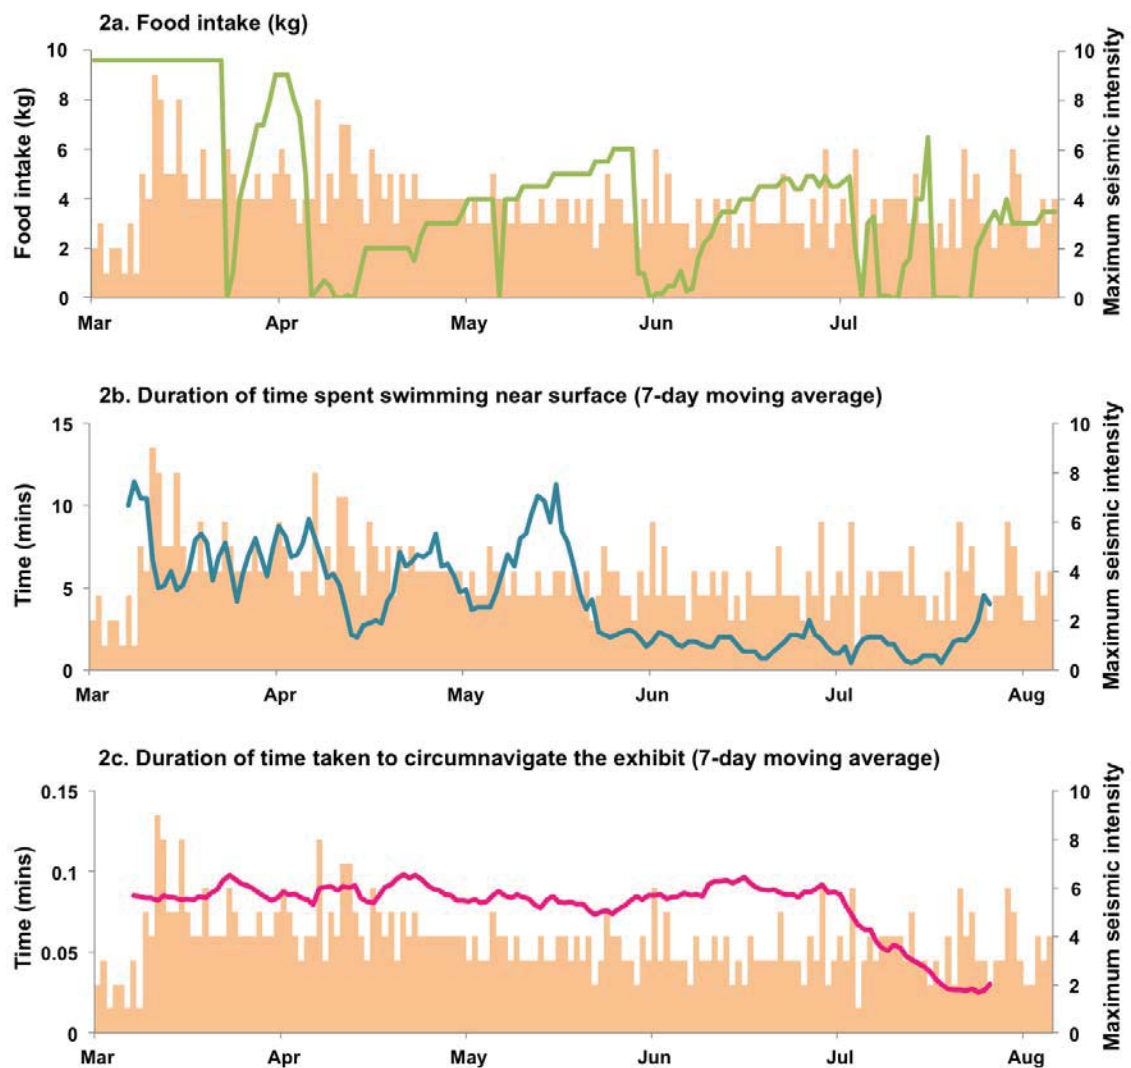 2a. Food intake (kg)
10
8
6
4
2
0
Food intake (kg)
10
8
6
4
2
0
Maximum seismic intensity
Mar Apr May Jun Jul
2b. Duration of time spent swimming near surface (7-day moving average)
15
10
5
0
Time (mins)
10
8
6
4
2
0
Maximum seismic intensity
Mar Apr May Jun Jul Aug
2c. Duration of time taken to circumnavigate the exhibit (7-day moving average)
0.15
0.1
0.05
0
Time (mins)
10
8
6
4
2
0
Maximum seismic intensity
Mar Apr May Jun Jul Aug